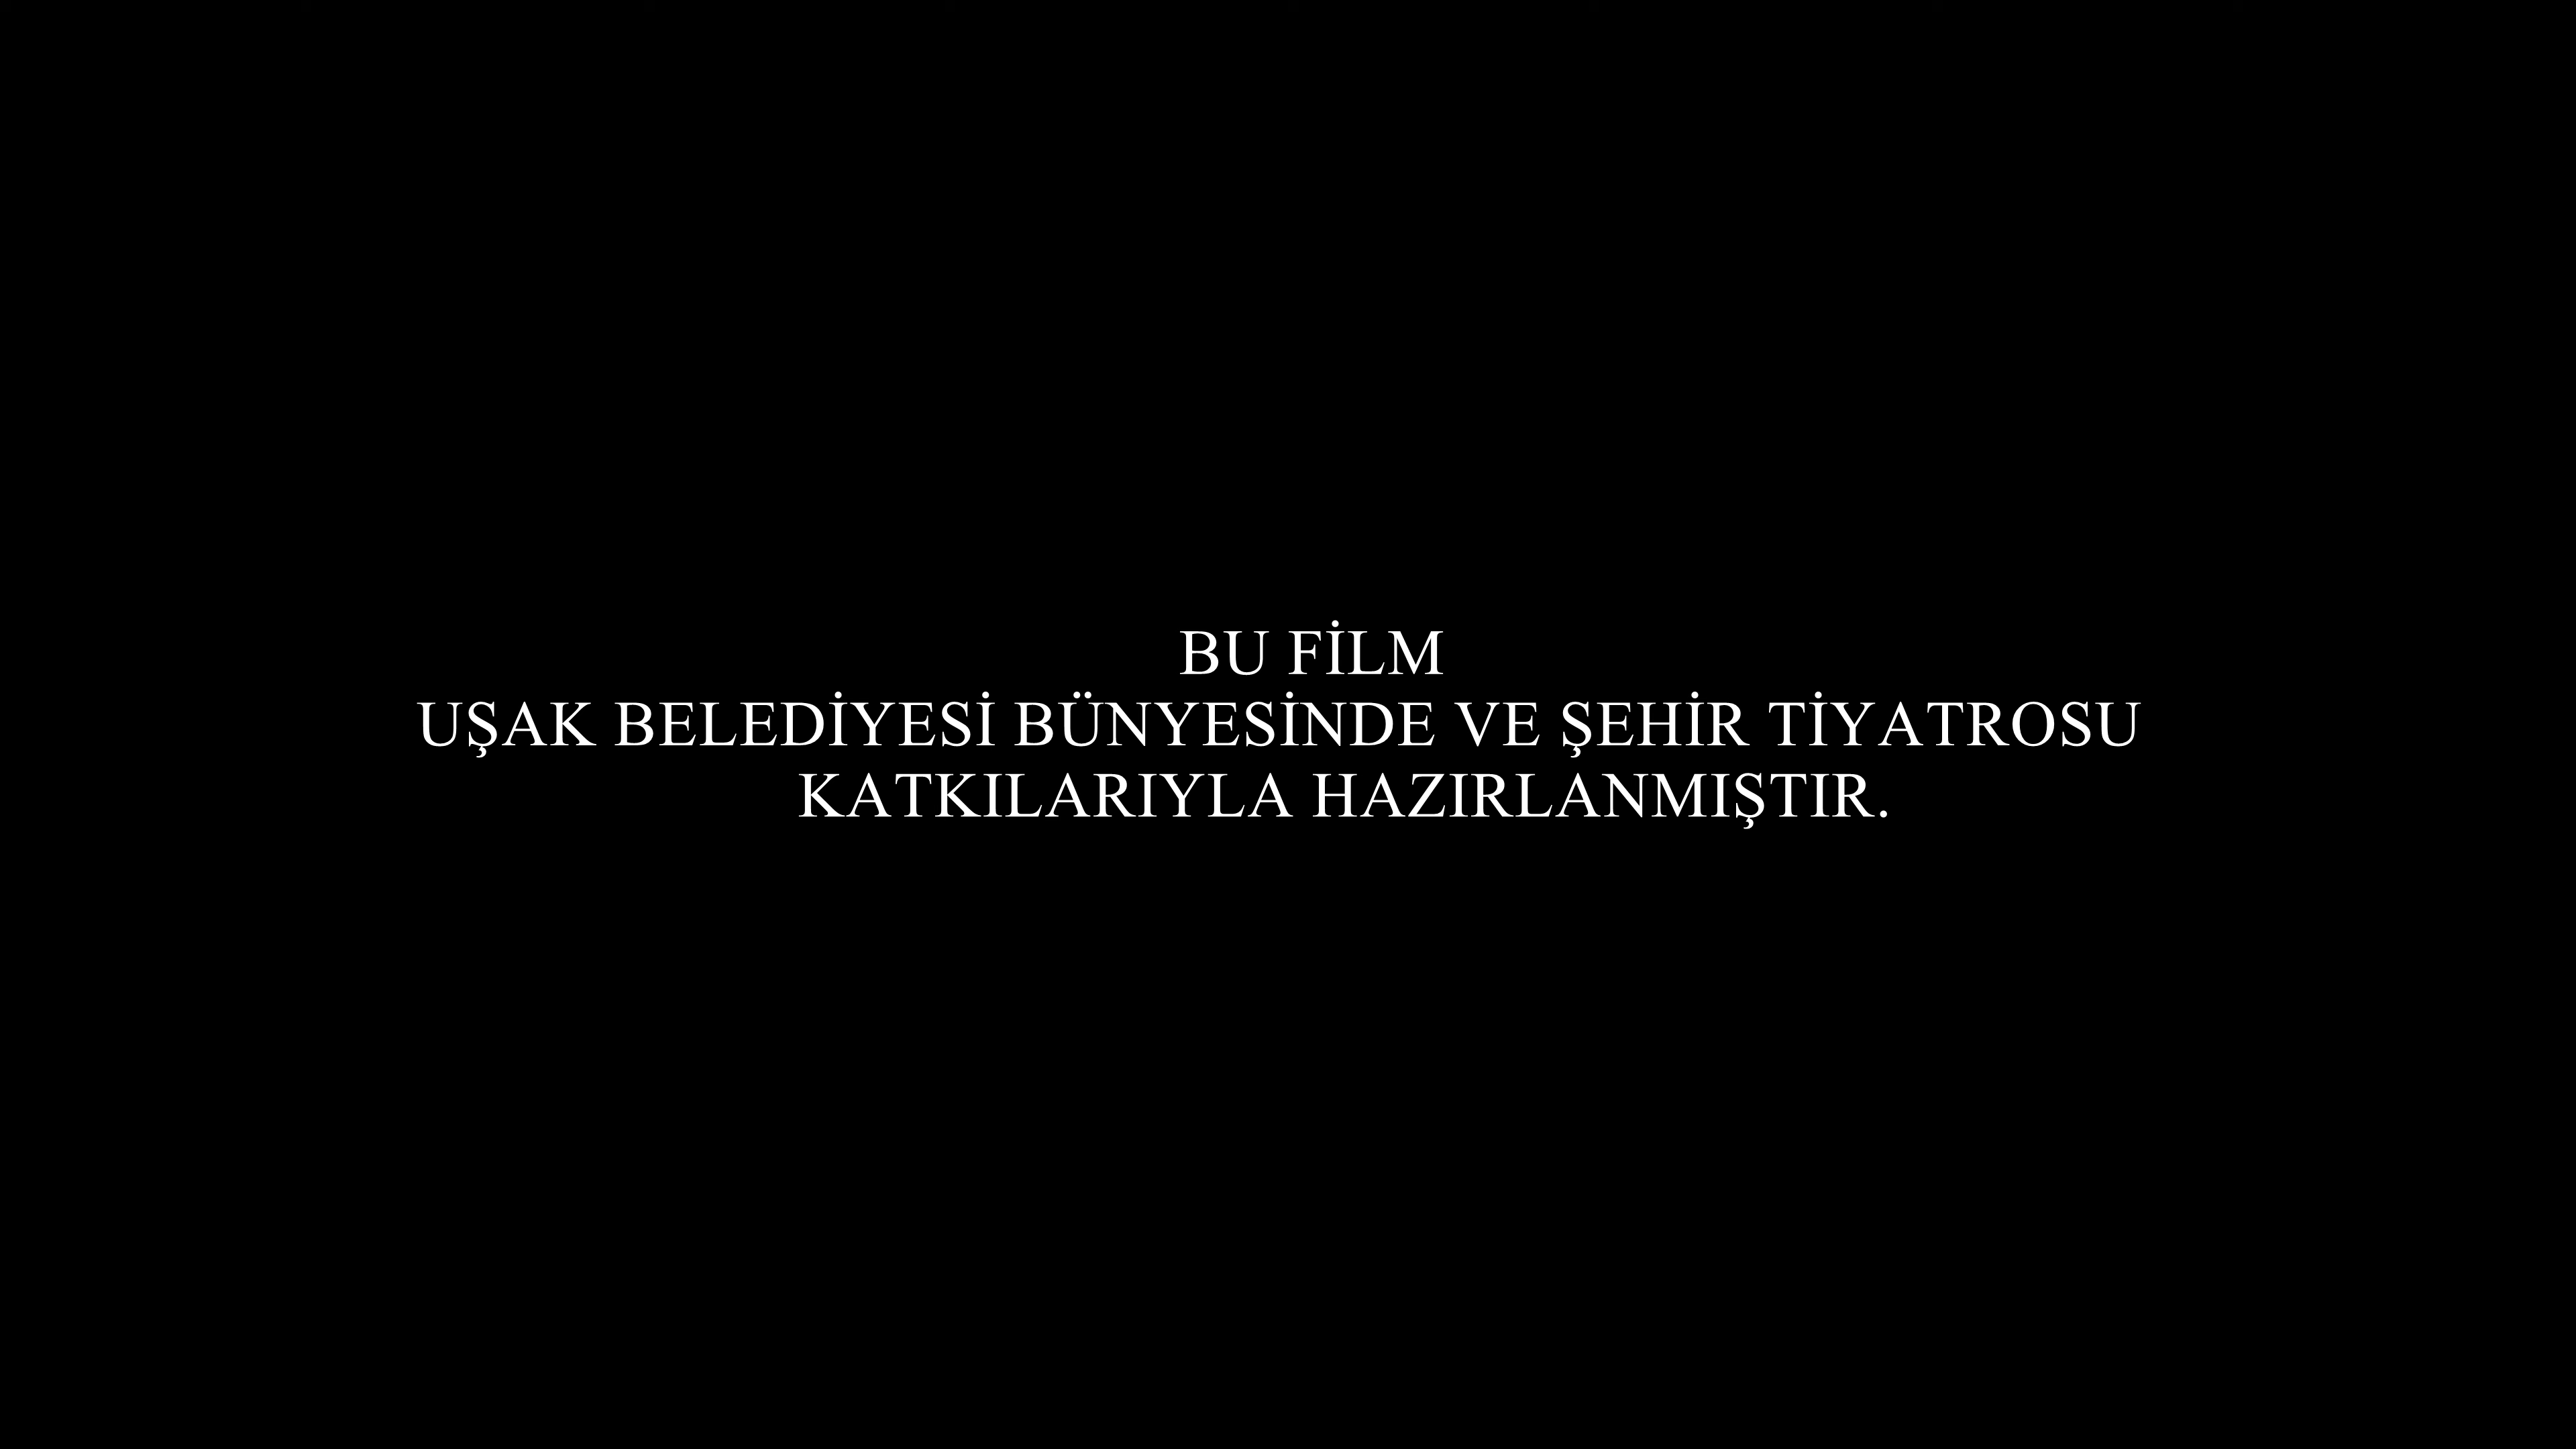 BU FİLM
UŞAK BELEDİYESİ BÜNYESİNDE VE ŞEHİR TİYATROSU
KATKILARIYLA HAZIRLANMIŞTIR.